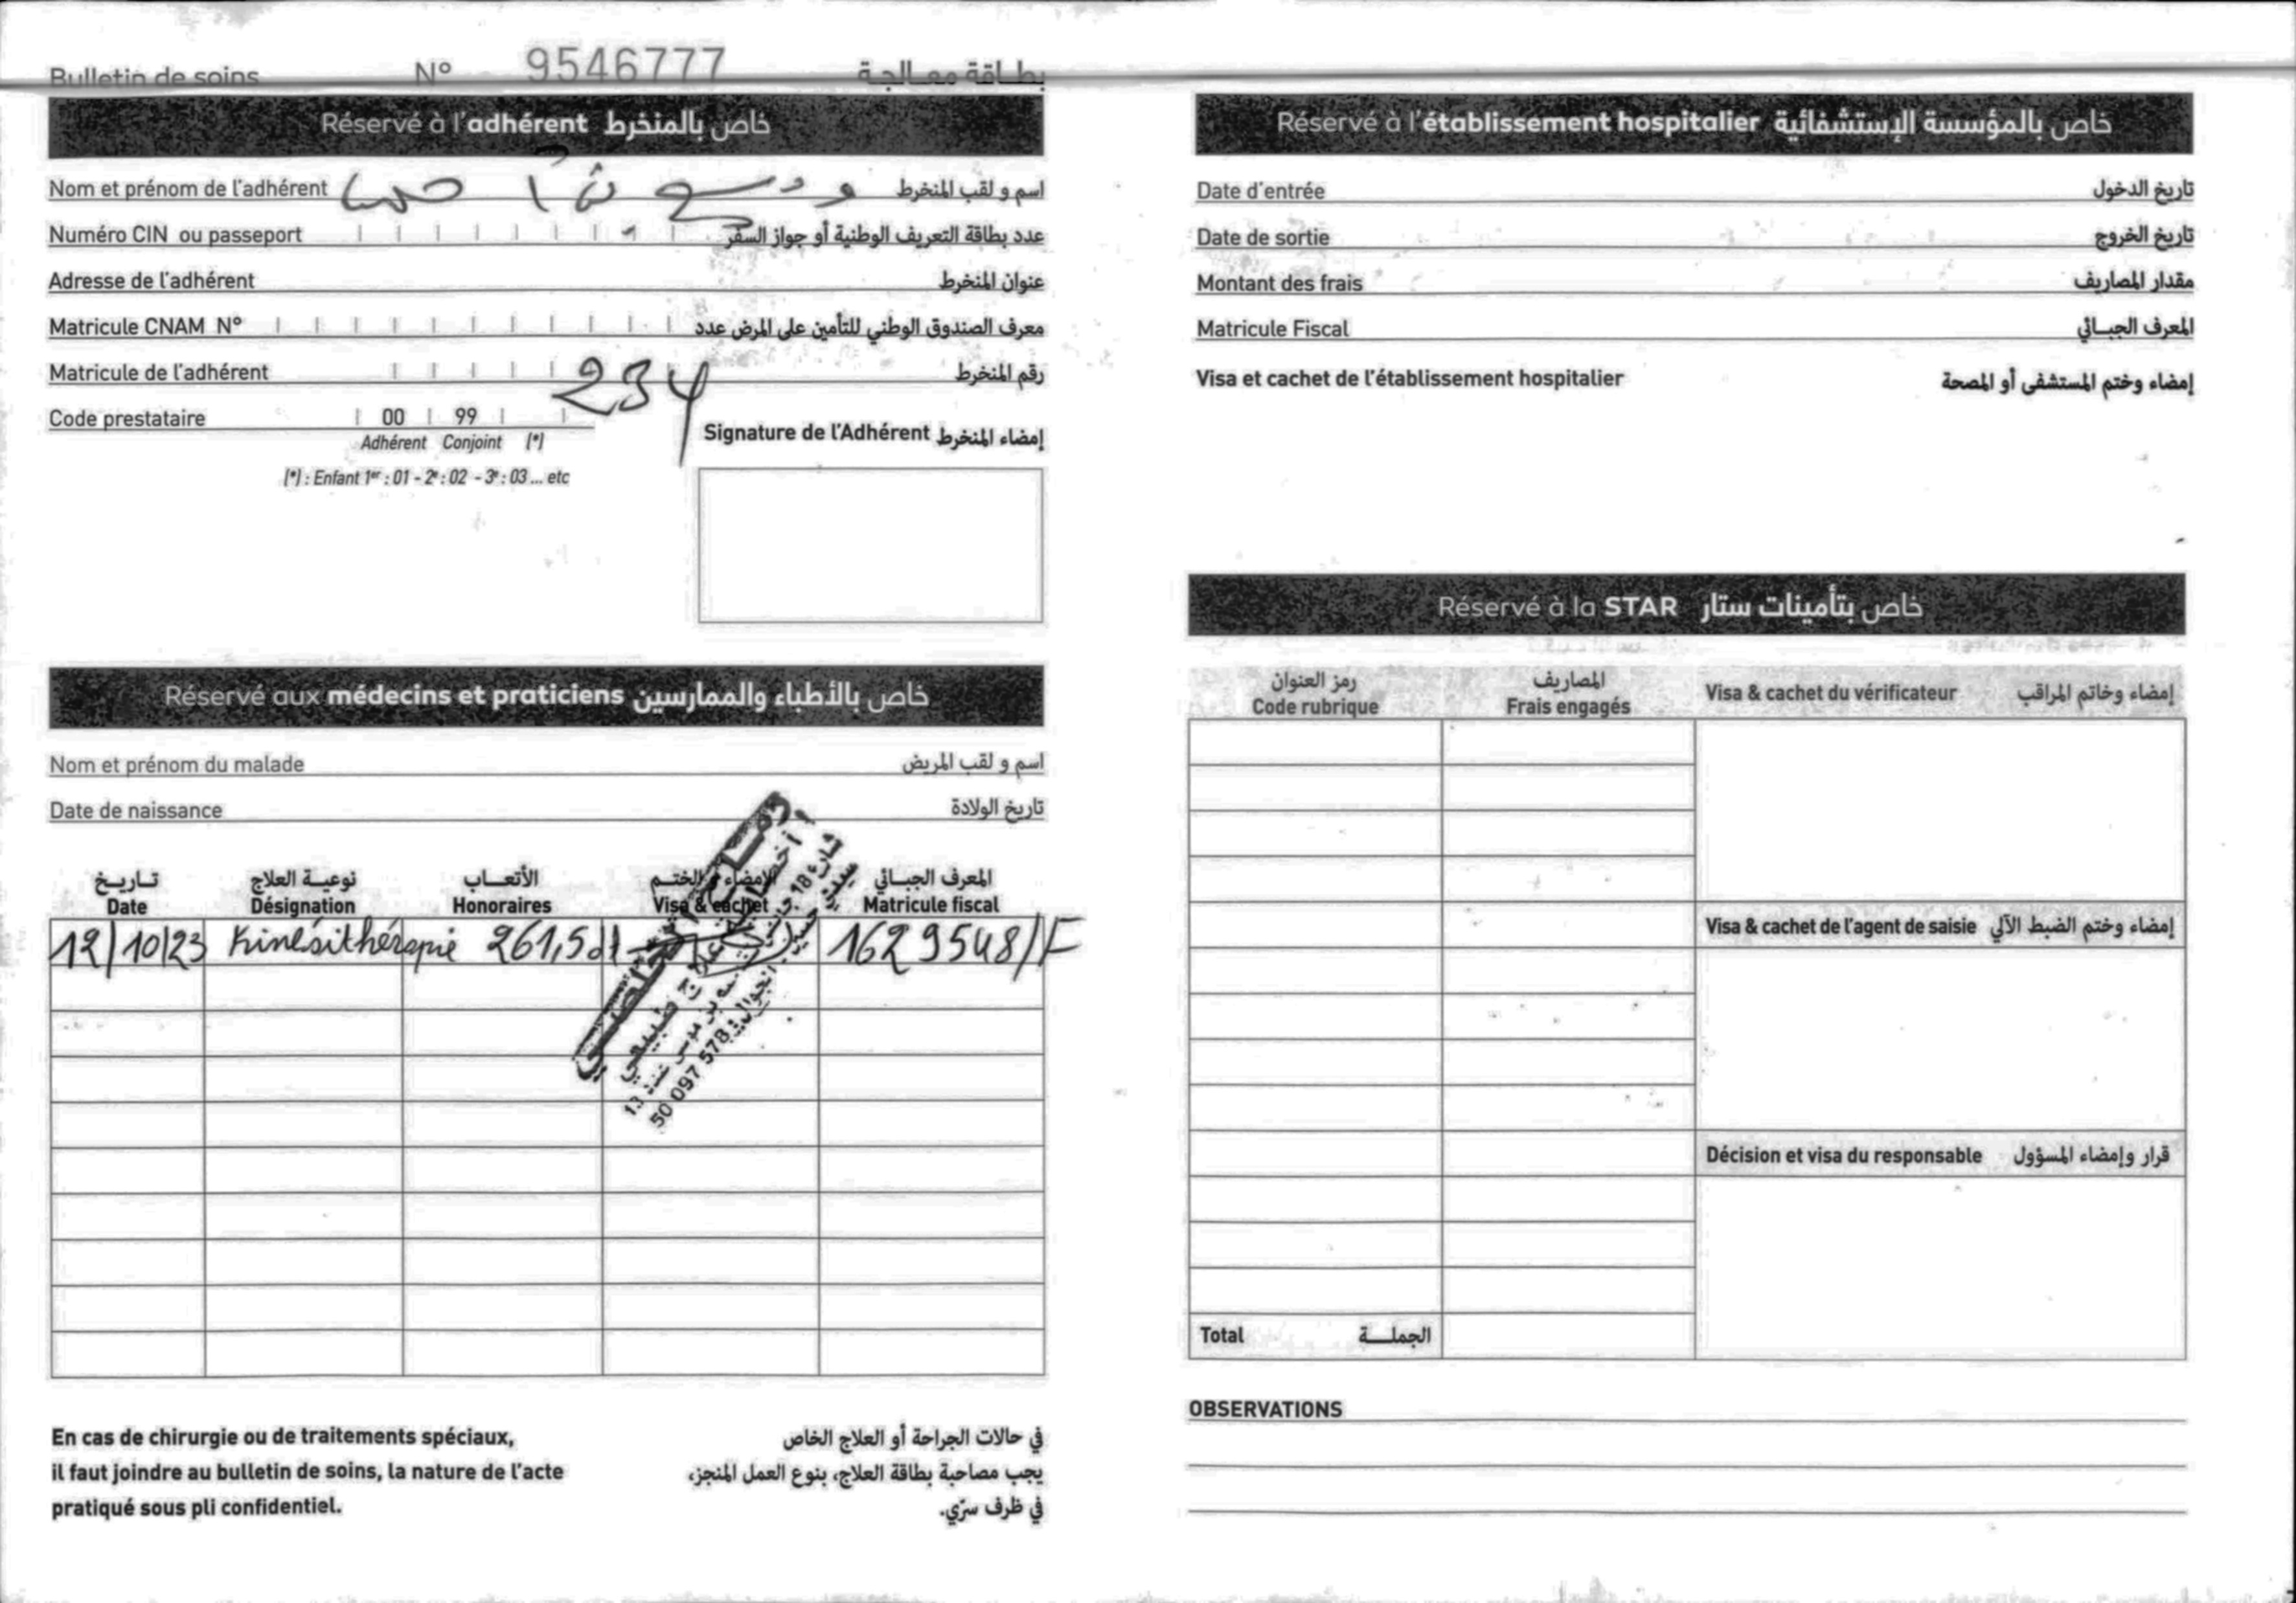 Bulletin de soins N° 9546777 بطاقة معالجة
Réservé à l'adhérent خاص بالمنخرط
Nom et prénom de l'adhérent اسم و لقب المنخرط
Numéro CIN ou passeport عدد بطاقة التعريف الوطنية أو جواز السفر
Adresse de l'adhérent عنوان المنخرط
Matricule CNAM N° معرف الصندوق الوطني للتأمين على المرض عدد
Matricule de l'adhérent 234 رقم المنخرط
Code prestataire 00 99
Adhérent Conjoint (*)
(*) : Enfant 1er : 01 - 2e : 02 - 3e : 03 ... etc
Signature de l'Adhérent إمضاء المنخرط
Réservé aux médecins et praticiens خاص بالأطباء والممارسين
Nom et prénom du malade اسم و لقب المريض
Date de naissance تاريخ الولادة
تاريخ نوعية العلاج الأتعاب الإمضاء و الختم المعرف الجبائي
Date Désignation Honoraires Visa & cachet Matricule fiscal
12/10/23 Kinésithérapie 261,5dt 1629548/F
50 097 578
En cas de chirurgie ou de traitements spéciaux,
il faut joindre au bulletin de soins, la nature de l'acte
pratiqué sous pli confidentiel.
في حالات الجراحة أو العلاج الخاص
يجب مصاحبة بطاقة العلاج، بنوع العمل المنجز،
في ظرف سرّي.
Réservé à l'établissement hospitalier خاص بالمؤسسة الإستشفائية
Date d'entrée تاريخ الدخول
Date de sortie تاريخ الخروج
Montant des frais مقدار المصاريف
Matricule Fiscal المعرف الجبائي
Visa et cachet de l'établissement hospitalier إمضاء وختم المستشفى أو المصحة
Réservé à la STAR خاص بتأمينات ستار
رمز العنوان المصاريف
Code rubrique Frais engagés
Visa & cachet du vérificateur إمضاء وخاتم المراقب
Visa & cachet de l'agent de saisie إمضاء وختم الضبط الآلي
Décision et visa du responsable قرار وإمضاء المسؤول
Total الجملة
OBSERVATIONS